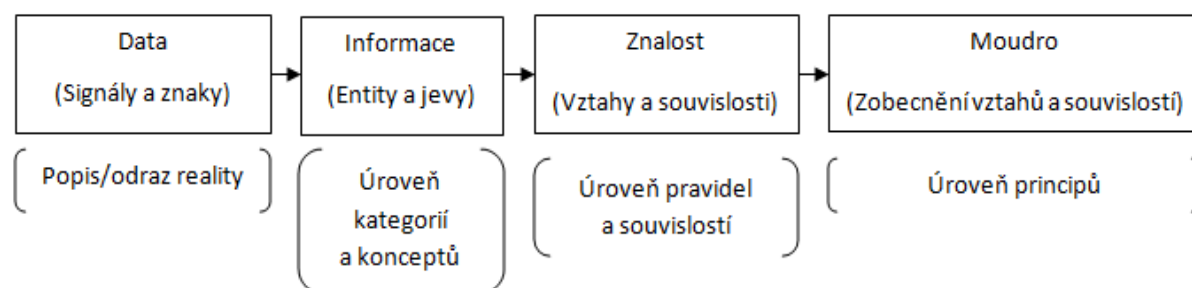 Data
(Signály a znaky)
Informace
(Entity a jevy)
Znalost
(Vztahy a souvislosti)
Moudro
(Zobecnění vztahů a souvislostí)
Popis/odraz reality
Úroveň
kategorií
a konceptů
Úroveň pravidel
a souvislostí
Úroveň principů